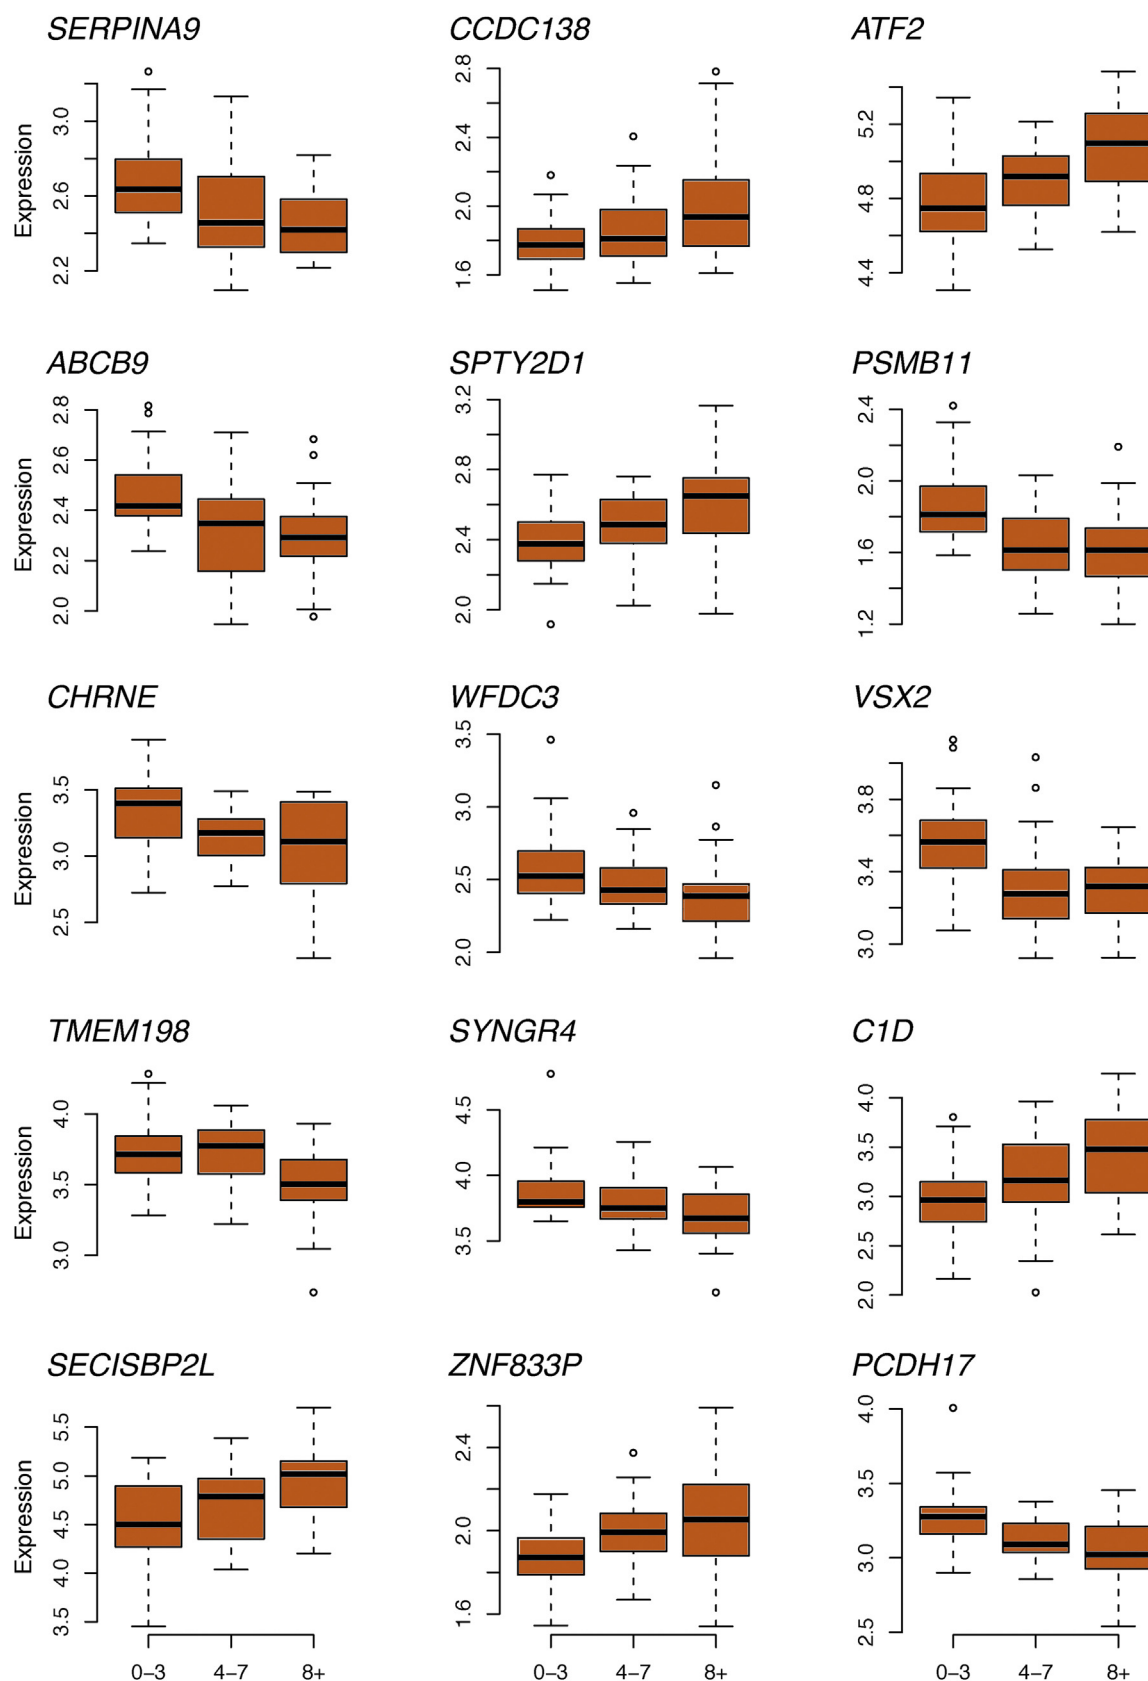 SERPINA9 CCDC138 ATF2
Expression 2.2 2.6 3.0
1.6 2.0 2.4 2.8
4.4 4.8 5.2
ABCB9 SPTY2D1 PSMB11
Expression 2.0 2.2 2.4 2.6 2.8
2.0 2.4 2.8 3.2
1.2 1.6 2.0 2.4
CHRNE WFDC3 VSX2
Expression 2.5 3.0 3.5
2.0 2.5 3.0 3.5
3.0 3.4 3.8
TMEM198 SYNGR4 C1D
Expression 3.0 3.5 4.0
3.5 4.0 4.5
2.0 2.5 3.0 3.5 4.0
SECISBP2L ZNF833P PCDH17
Expression 3.5 4.0 4.5 5.0 5.5
1.6 2.0 2.4
2.5 3.0 3.5 4.0
0–3 4–7 8+ 0–3 4–7 8+ 0–3 4–7 8+